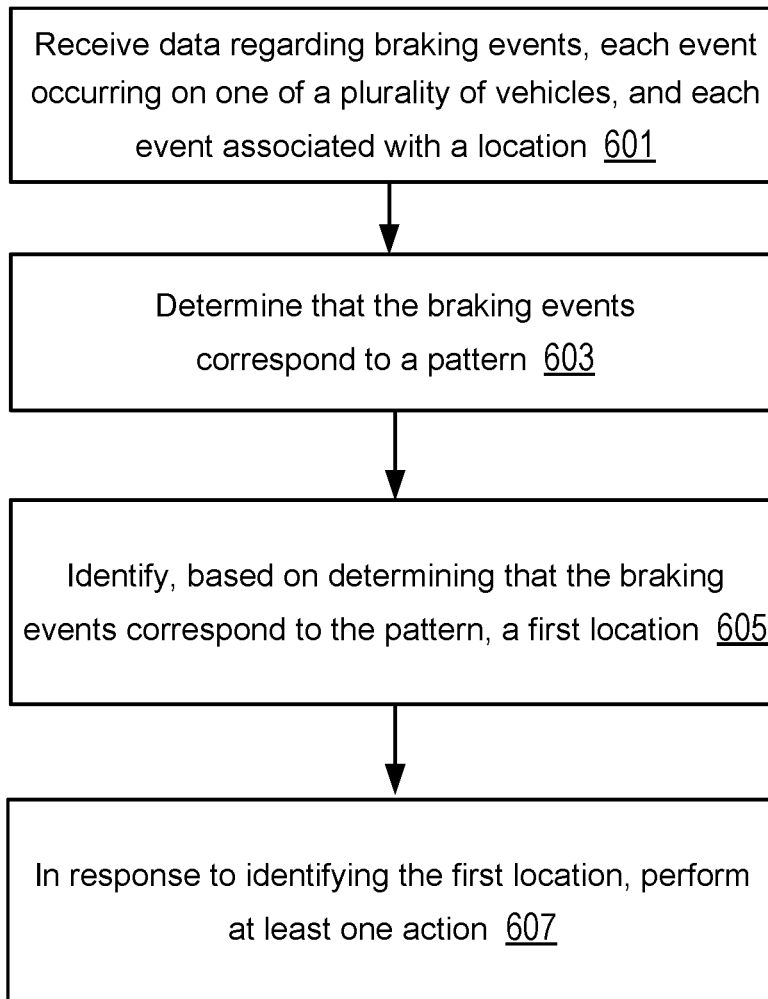 Receive data regarding braking events, each event
occurring on one of a plurality of vehicles, and each
event associated with a location 601
Determine that the braking events
correspond to a pattern 603
Identify, based on determining that the braking
events correspond to the pattern, a first location 605
In response to identifying the first location, perform
at least one action 607